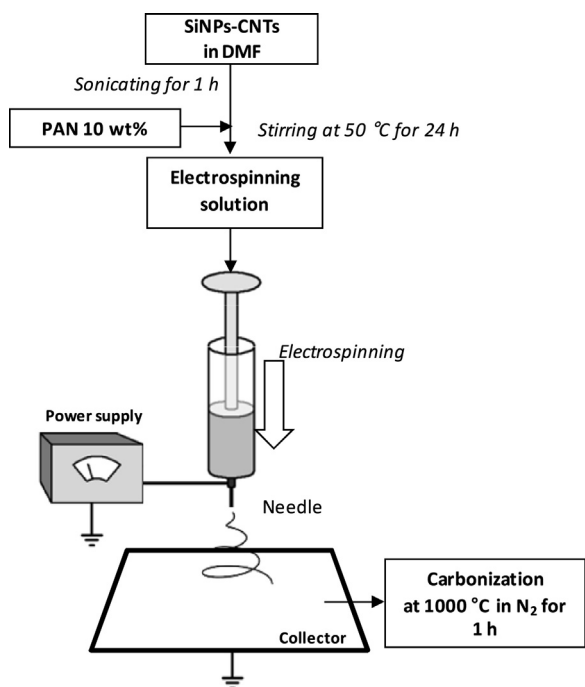 SiNPs-CNTs
in DMF
Sonicating for 1 h
PAN 10 wt%
Stirring at 50 °C for 24 h
Electrospinning
solution
Electrospinning
Power supply
Needle
Carbonization
at 1000 °C in N₂ for
1 h
Collector